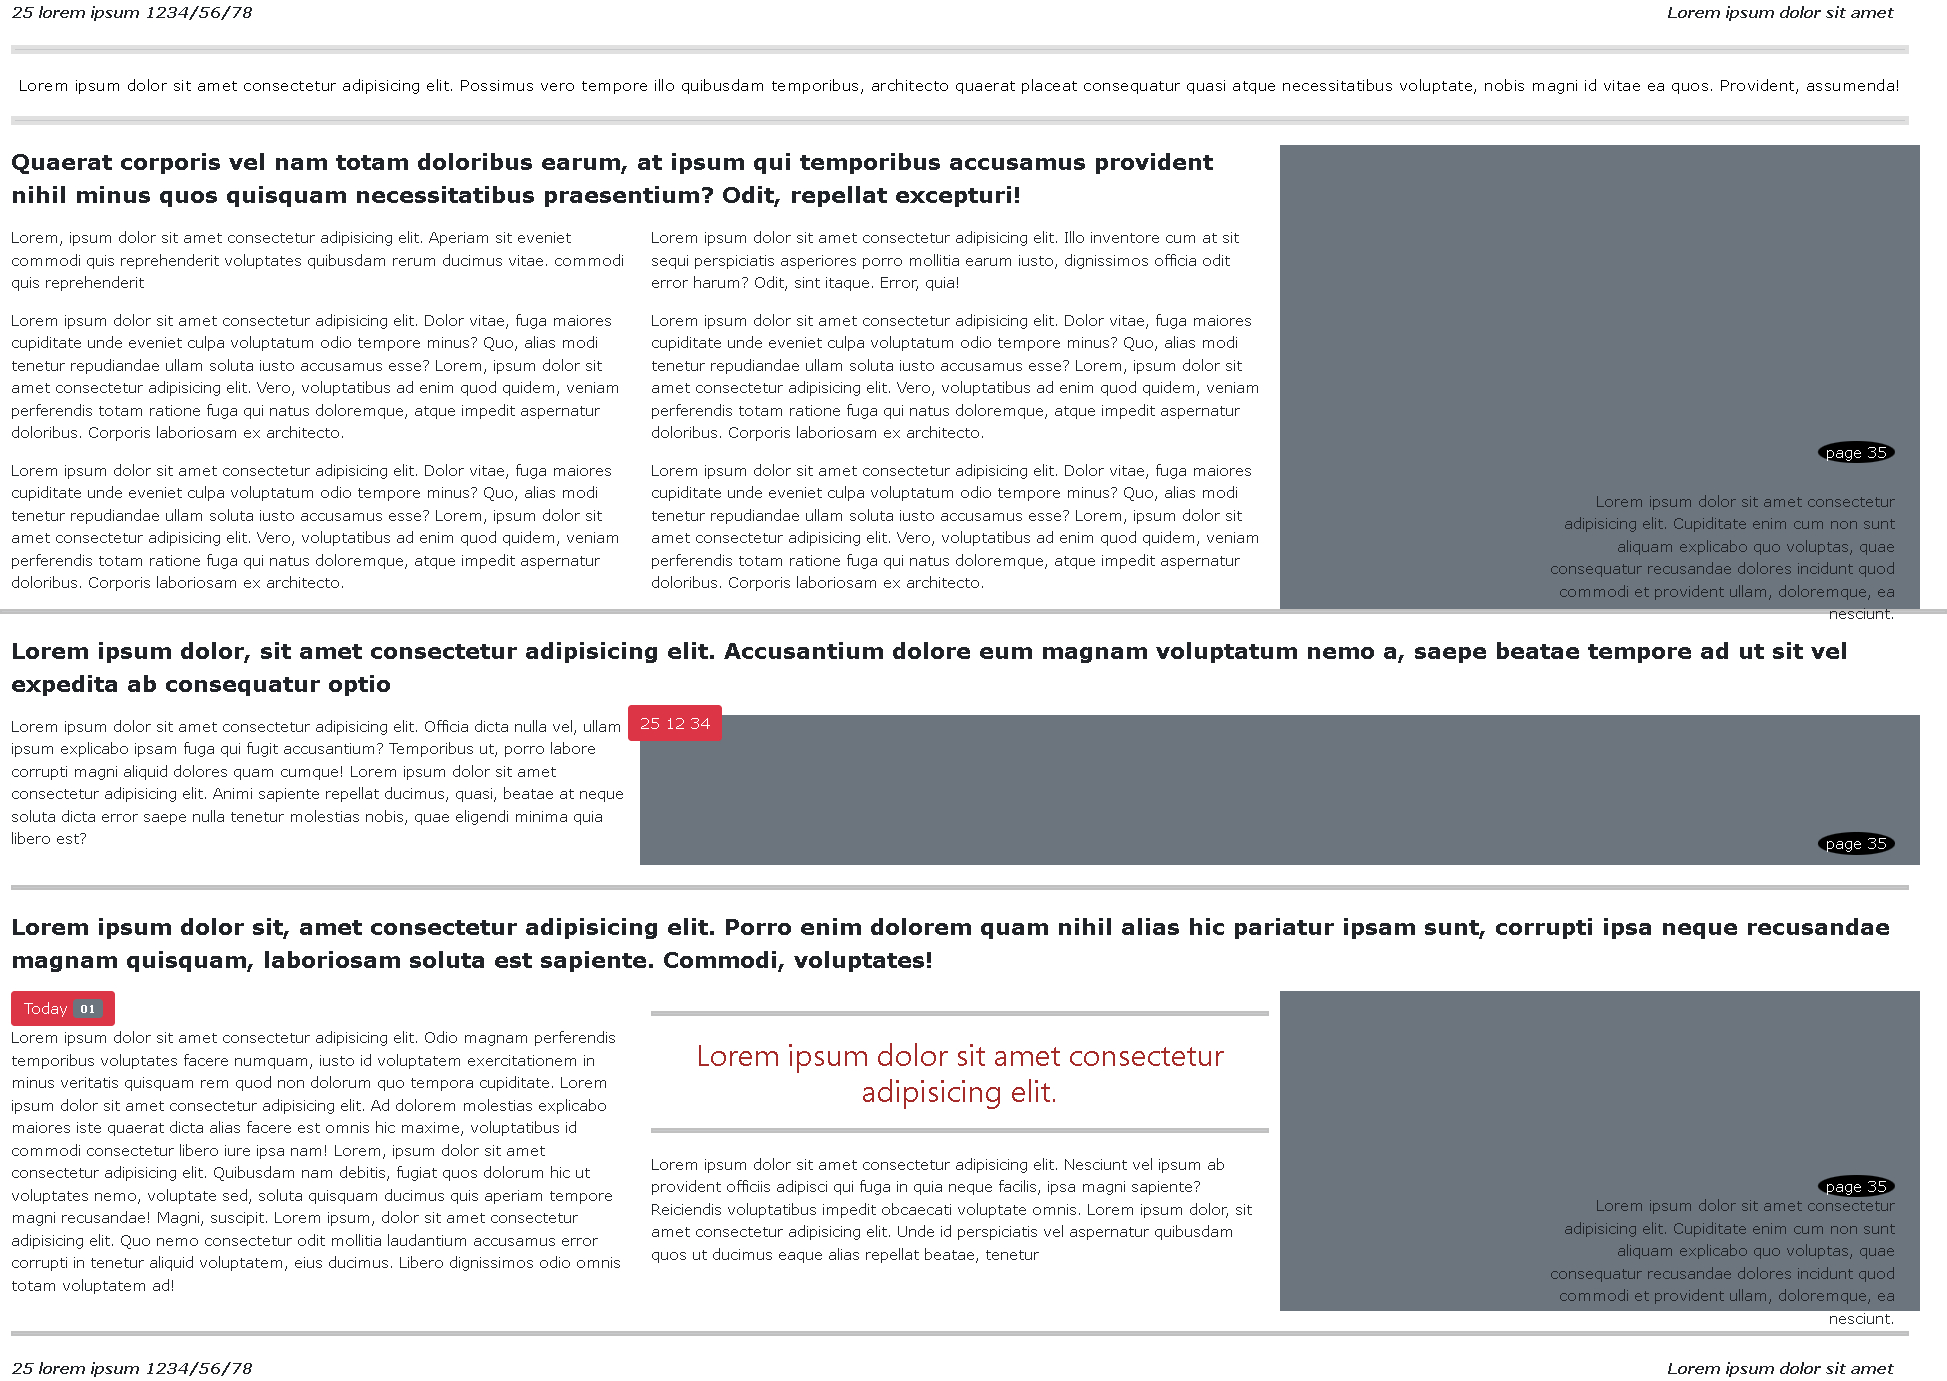 25 lorem ipsum 1234/56/78
Lorem ipsum dolor sit amet
Lorem ipsum dolor sit amet consectetur adipisicing elit. Possimus vero tempore illo quibusdam temporibus, architecto quaerat placeat consequatur quasi atque necessitatibus voluptate, nobis magni id vitae ea quos. Provident, assumenda!
Quaerat corporis vel nam totam doloribus earum, at ipsum qui temporibus accusamus provident
nihil minus quos quisquam necessitatibus praesentium? Odit, repellat excepturi!
Lorem, ipsum dolor sit amet consectetur adipisicing elit. Aperiam sit eveniet
commodi quis reprehenderit voluptates quibusdam rerum ducimus vitae. commodi
quis reprehenderit
Lorem ipsum dolor sit amet consectetur adipisicing elit. Dolor vitae, fuga maiores
cupiditate unde eveniet culpa voluptatum odio tempore minus? Quo, alias modi
tenetur repudiandae ullam soluta iusto accusamus esse? Lorem, ipsum dolor sit
amet consectetur adipisicing elit. Vero, voluptatibus ad enim quod quidem, veniam
perferendis totam ratione fuga qui natus doloremque, atque impedit aspernatur
doloribus. Corporis laboriosam ex architecto.
Lorem ipsum dolor sit amet consectetur adipisicing elit. Dolor vitae, fuga maiores
cupiditate unde eveniet culpa voluptatum odio tempore minus? Quo, alias modi
tenetur repudiandae ullam soluta iusto accusamus esse? Lorem, ipsum dolor sit
amet consectetur adipisicing elit. Vero, voluptatibus ad enim quod quidem, veniam
perferendis totam ratione fuga qui natus doloremque, atque impedit aspernatur
doloribus. Corporis laboriosam ex architecto.
Lorem ipsum dolor sit amet consectetur adipisicing elit. Illo inventore cum at sit
sequi perspiciatis asperiores porro mollitia earum iusto, dignissimos officia odit
error harum? Odit, sint itaque. Error, quia!
Lorem ipsum dolor sit amet consectetur adipisicing elit. Dolor vitae, fuga maiores
cupiditate unde eveniet culpa voluptatum odio tempore minus? Quo, alias modi
tenetur repudiandae ullam soluta iusto accusamus esse? Lorem, ipsum dolor sit
amet consectetur adipisicing elit. Vero, voluptatibus ad enim quod quidem, veniam
perferendis totam ratione fuga qui natus doloremque, atque impedit aspernatur
doloribus. Corporis laboriosam ex architecto.
Lorem ipsum dolor sit amet consectetur adipisicing elit. Dolor vitae, fuga maiores
cupiditate unde eveniet culpa voluptatum odio tempore minus? Quo, alias modi
tenetur repudiandae ullam soluta iusto accusamus esse? Lorem, ipsum dolor sit
amet consectetur adipisicing elit. Vero, voluptatibus ad enim quod quidem, veniam
perferendis totam ratione fuga qui natus doloremque, atque impedit aspernatur
doloribus. Corporis laboriosam ex architecto.
page 35
Lorem ipsum dolor sit amet consectetur
adipisicing elit. Cupiditate enim cum non sunt
aliquam explicabo quo voluptas, quae
consequatur recusandae dolores incidunt quod
commodi et provident ullam, doloremque, ea
nesciunt.
Lorem ipsum dolor, sit amet consectetur adipisicing elit. Accusantium dolore eum magnam voluptatum nemo a, saepe beatae tempore ad ut sit vel
expedita ab consequatur optio
Lorem ipsum dolor sit amet consectetur adipisicing elit. Officia dicta nulla vel, ullam
ipsum explicabo ipsam fuga qui fugit accusantium? Temporibus ut, porro labore
corrupti magni aliquid dolores quam cumque! Lorem ipsum dolor sit amet
consectetur adipisicing elit. Animi sapiente repellat ducimus, quasi, beatae at neque
soluta dicta error saepe nulla tenetur molestias nobis, quae eligendi minima quia
libero est?
25 12 34
page 35
Lorem ipsum dolor sit, amet consectetur adipisicing elit. Porro enim dolorem quam nihil alias hic pariatur ipsam sunt, corrupti ipsa neque recusandae
magnam quisquam, laboriosam soluta est sapiente. Commodi, voluptates!
Today 01
Lorem ipsum dolor sit amet consectetur adipisicing elit. Odio magnam perferendis
temporibus voluptates facere numquam, iusto id voluptatem exercitationem in
minus veritatis quisquam rem quod non dolorum quo tempora cupiditate. Lorem
ipsum dolor sit amet consectetur adipisicing elit. Ad dolorem molestias explicabo
maiores iste quaerat dicta alias facere est omnis hic maxime, voluptatibus id
commodi consectetur libero iure ipsa nam! Lorem, ipsum dolor sit amet
consectetur adipisicing elit. Quibusdam nam debitis, fugiat quos dolorum hic ut
voluptates nemo, voluptate sed, soluta quisquam ducimus quis aperiam tempore
magni recusandae! Magni, suscipit. Lorem ipsum, dolor sit amet consectetur
adipisicing elit. Quo nemo consectetur odit mollitia laudantium accusamus error
corrupti in tenetur aliquid voluptatem, eius ducimus. Libero dignissimos odio omnis
totam voluptatem ad!
Lorem ipsum dolor sit amet consectetur
adipisicing elit.
Lorem ipsum dolor sit amet consectetur adipisicing elit. Nesciunt vel ipsum ab
provident officiis adipisci qui fuga in quia neque facilis, ipsa magni sapiente?
Reiciendis voluptatibus impedit obcaecati voluptate omnis. Lorem ipsum dolor, sit
amet consectetur adipisicing elit. Unde id perspiciatis vel aspernatur quibusdam
quos ut ducimus eaque alias repellat beatae, tenetur
page 35
Lorem ipsum dolor sit amet consectetur
adipisicing elit. Cupiditate enim cum non sunt
aliquam explicabo quo voluptas, quae
consequatur recusandae dolores incidunt quod
commodi et provident ullam, doloremque, ea
nesciunt.
25 lorem ipsum 1234/56/78
Lorem ipsum dolor sit amet